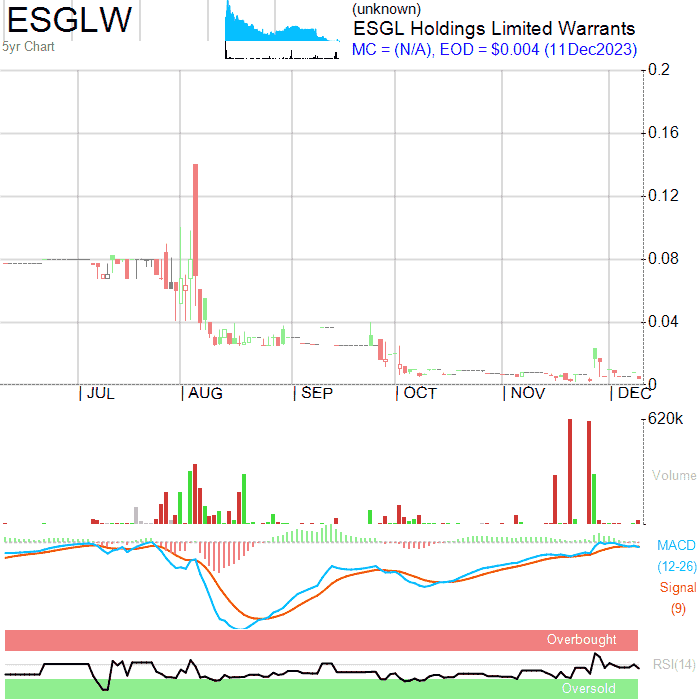 ESGLW
5yr Chart
(unknown)
ESGL Holdings Limited Warrants
MC = (N/A), EOD = $0.004 (11Dec2023)
0.2
0.16
0.12
0.08
0.04
0
JUL AUG SEP OCT NOV DEC
620k
Volume
MACD
(12-26)
Signal
(9)
Overbought
RSI(14)
Oversold